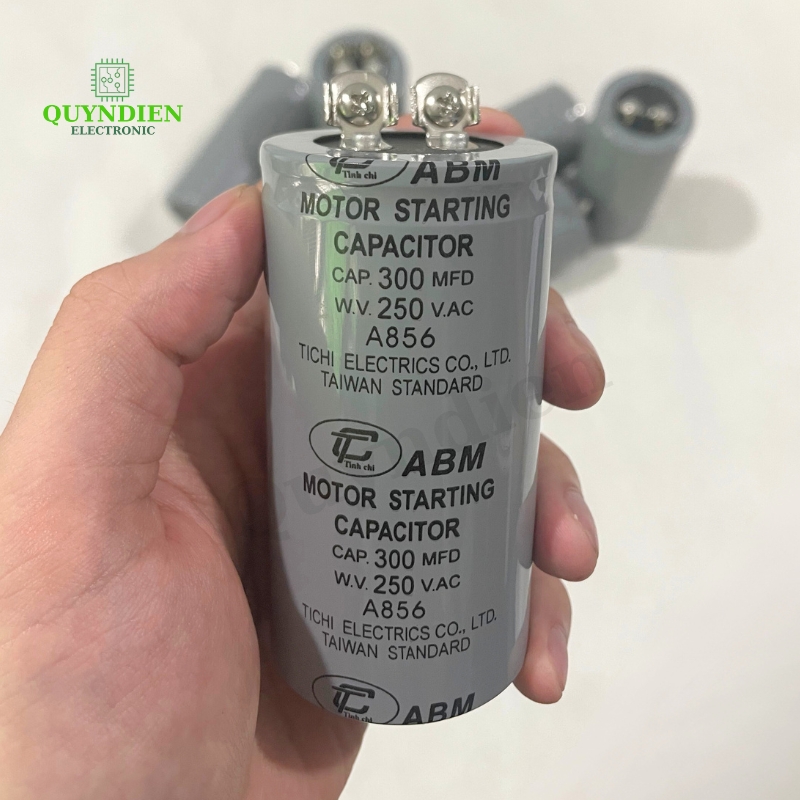 QUYNDIEN
ELECTRONIC
Tinh chi ABM
MOTOR STARTING
CAPACITOR
CAP. 300 MFD
W.V. 250 V.AC
A856
TICHI ELECTRICS CO., LTD.
TAIWAN STANDARD
TC Tinh chi ABM
MOTOR STARTING
CAPACITOR
CAP. 300 MFD
W.V. 250 V.AC
A856
TICHI ELECTRICS CO., LTD.
TAIWAN STANDARD
Tinh chi ABM
quyndien